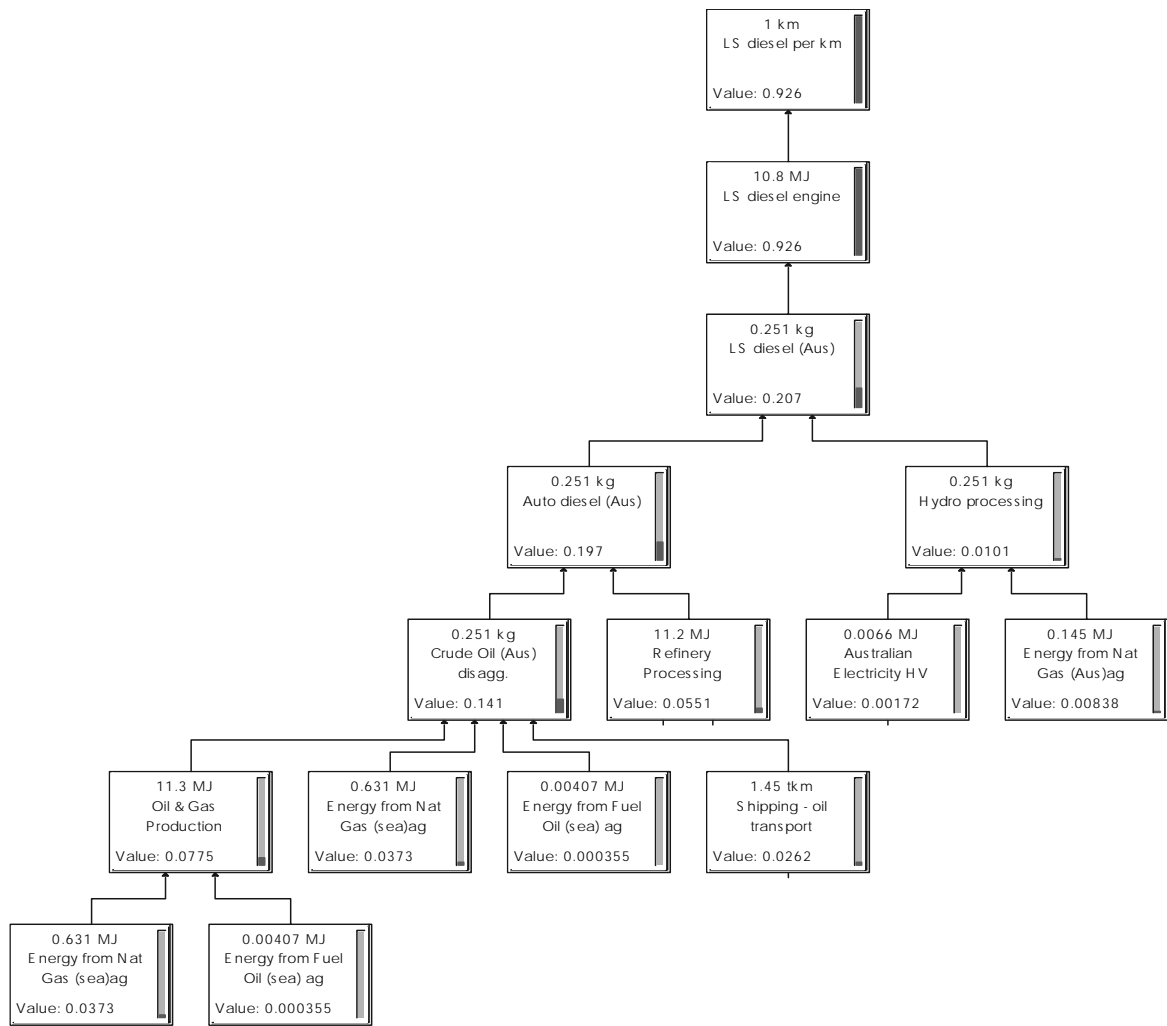 1 km
LS diesel per km
Value: 0.926
10.8 MJ
LS diesel engine
Value: 0.926
0.251 kg
LS diesel (Aus)
Value: 0.207
0.251 kg
Auto diesel (Aus)
Value: 0.197
0.251 kg
Hydro processing
Value: 0.0101
0.251 kg
Crude Oil (Aus)
disagg.
Value: 0.141
11.2 MJ
Refinery
Processing
Value: 0.0551
0.0066 MJ
Australian
Electricity HV
Value: 0.00172
0.145 MJ
Energy from Nat
Gas (Aus)ag
Value: 0.00838
11.3 MJ
Oil & Gas
Production
Value: 0.0775
0.631 MJ
Energy from Nat
Gas (sea)ag
Value: 0.0373
0.00407 MJ
Energy from Fuel
Oil (sea) ag
Value: 0.000355
1.45 tkm
Shipping - oil
transport
Value: 0.0262
0.631 MJ
Energy from Nat
Gas (sea)ag
Value: 0.0373
0.00407 MJ
Energy from Fuel
Oil (sea) ag
Value: 0.000355